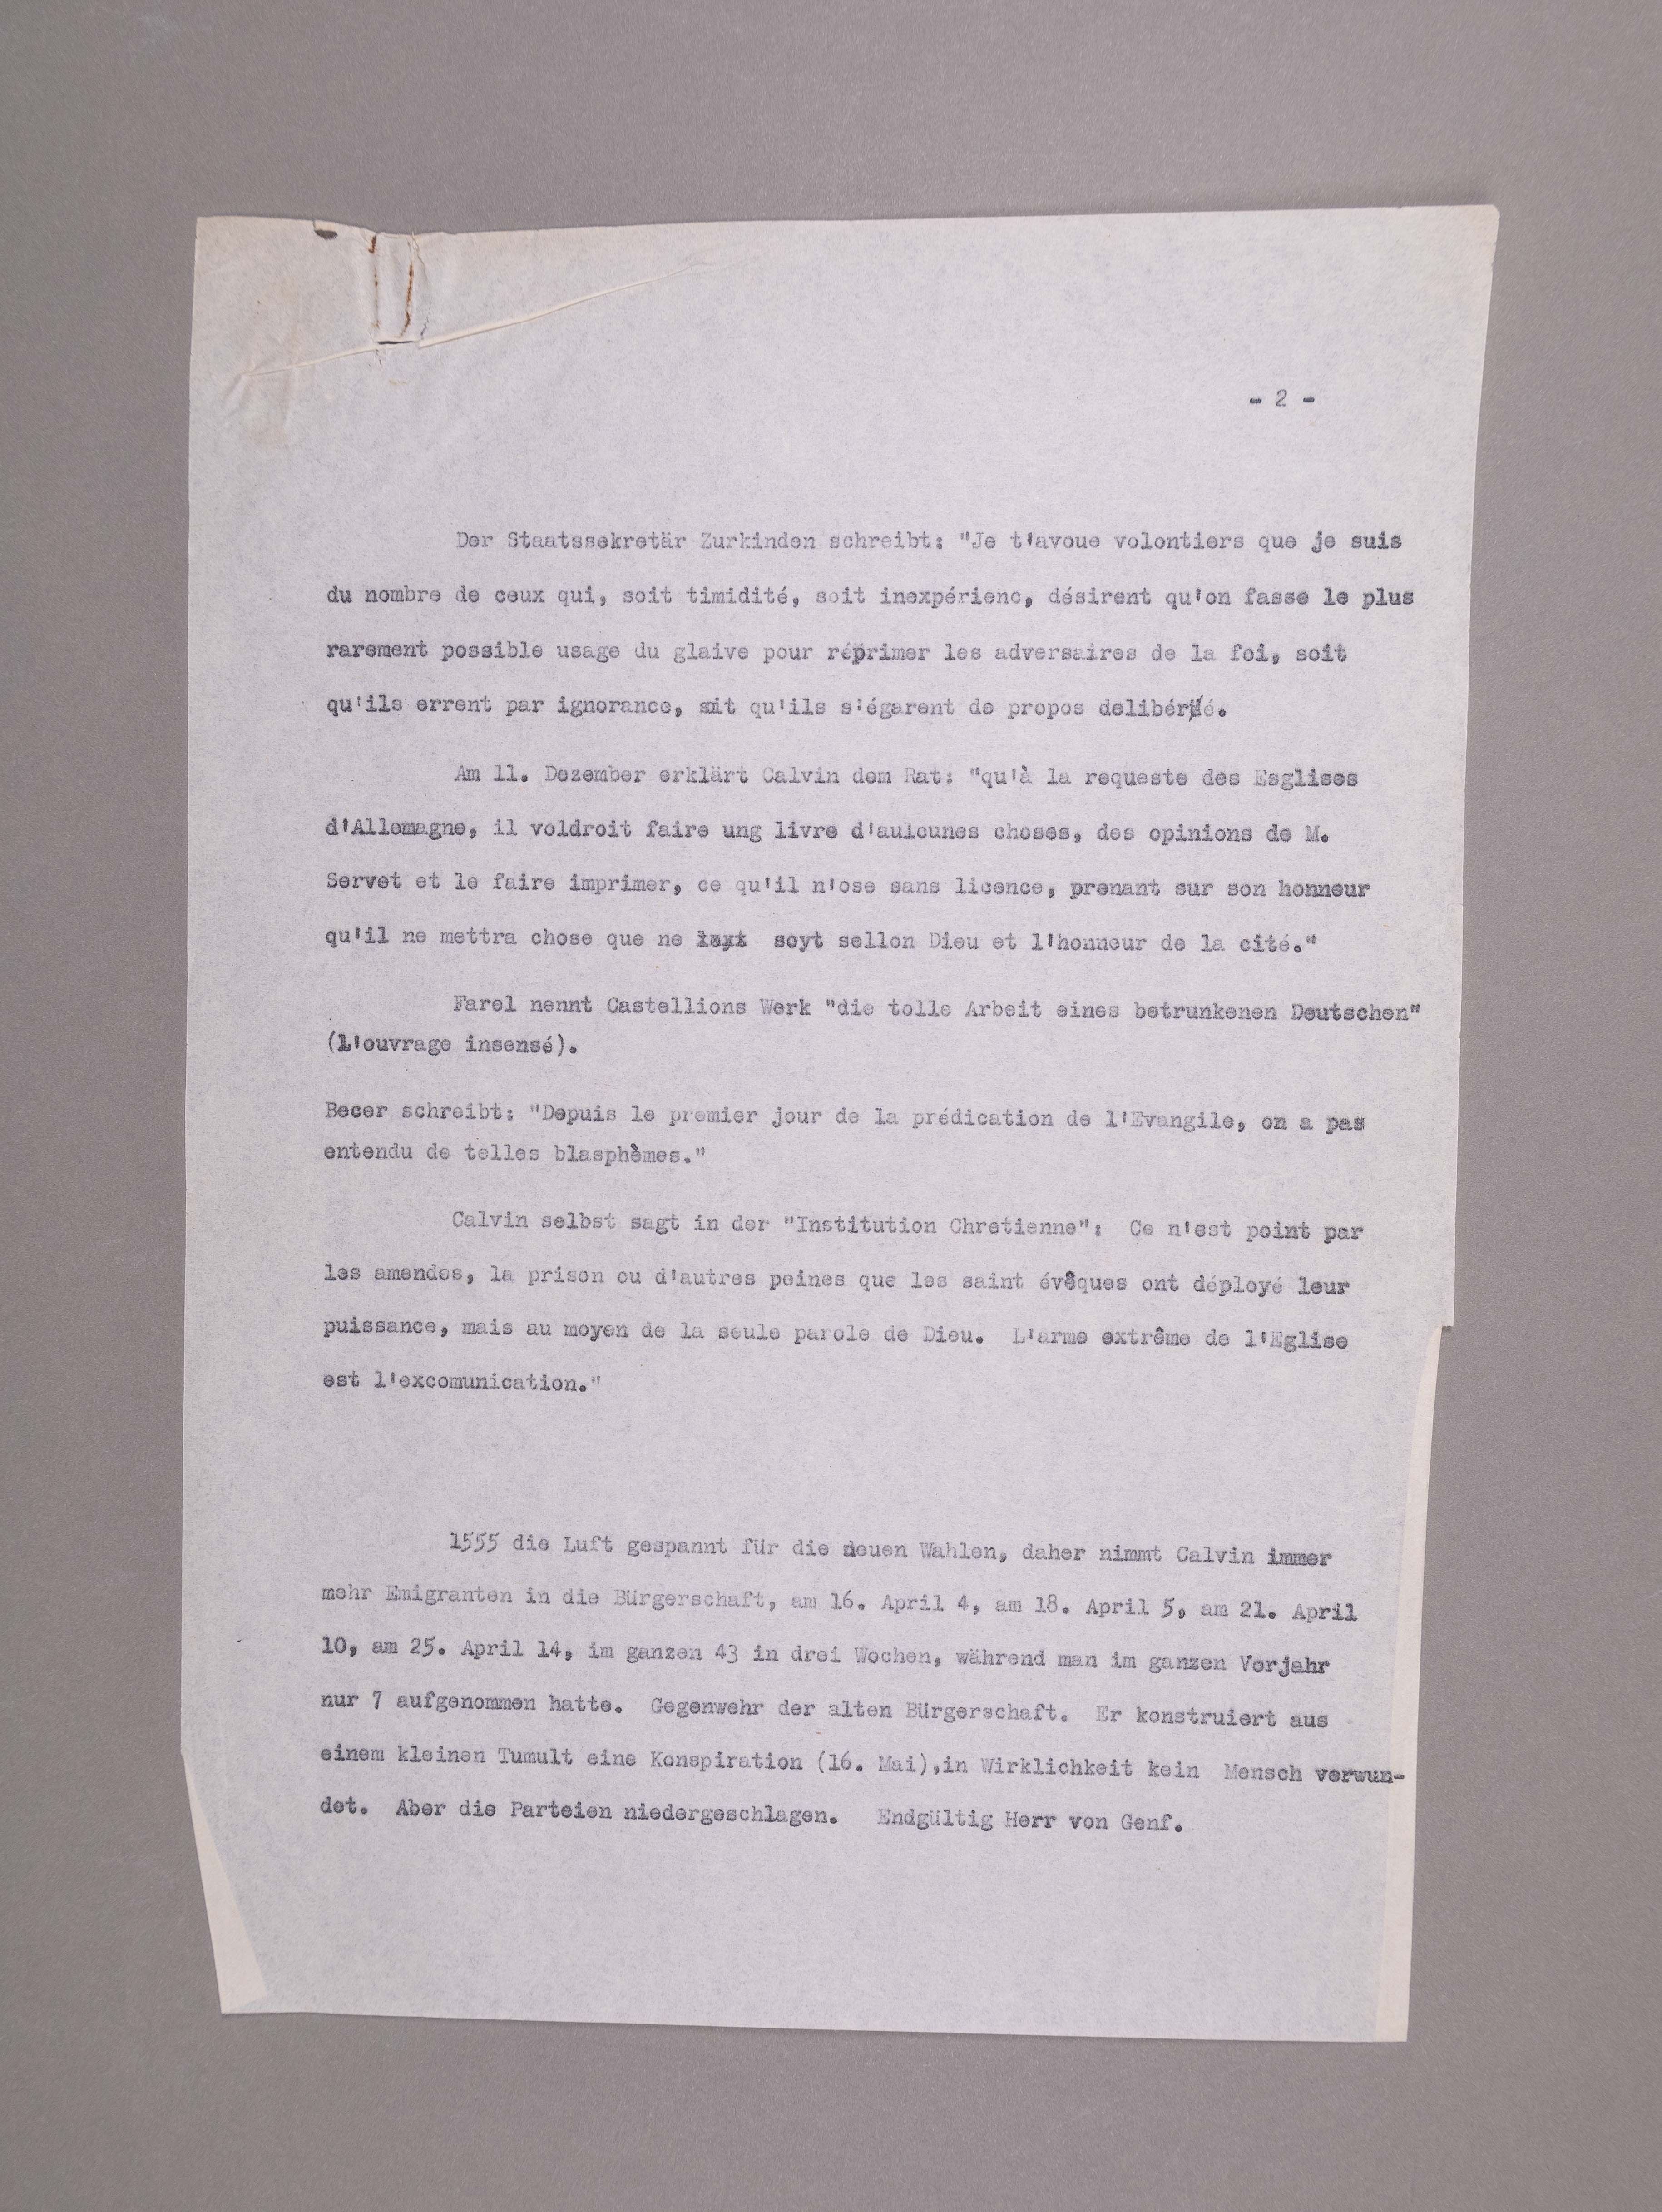 - 2 -
Der Staatssekretär Zurkinden schreibt: "Je t'avoue volontiers que je suis
du nombre de ceux qui, soit timidité, soit inexpérienc, désirent qu'on fasse le plus
rarement possible usage du glaive pour réprimer les adversaires de la foi, soit
qu'ils errent par ignorance, soit qu'ils s'égarent de propos delibéré.
Am 11. Dezember erklärt Calvin dem Rat: "qu'à la requeste des Esglises
d'Allemagne, il voldroit faire ung livre d'aulcunes choses, des opinions de M.
Servet et le faire imprimer, ce qu'il n'ose sans licence, prenant sur son honneur
qu'il ne mettra chose que ne soyt sellon Dieu et l'honneur de la cité."
Farel nennt Castellions Werk "die tolle Arbeit eines betrunkenen Deutschen"
(l'ouvrage insensé).
Becer schreibt: "Depuis le premier jour de la prédication de l'Evangile, on a pas
entendu de telles blasphèmes."
Calvin selbst sagt in der "Institution Chretienne": Ce n'est point par
les amendes, la prison ou d'autres peines que les saint évêques ont déployé leur
puissance, mais au moyen de la seule parole de Dieu. L'arme extrême de l'Eglise
est l'excomunication."
1555 die Luft gespannt für die neuen Wahlen, daher nimmt Calvin immer
mehr Emigranten in die Bürgerschaft, am 16. April 4, am 18. April 5, am 21. April
10, am 25. April 14, im ganzen 43 in drei Wochen, während man im ganzen Vorjahr
nur 7 aufgenommen hatte. Gegenwehr der alten Bürgerschaft. Er konstruiert aus
einem kleinen Tumult eine Konspiration (16. Mai),in Wirklichkeit kein Mensch verwun-
det. Aber die Parteien niedergeschlagen. Endgültig Herr von Genf.